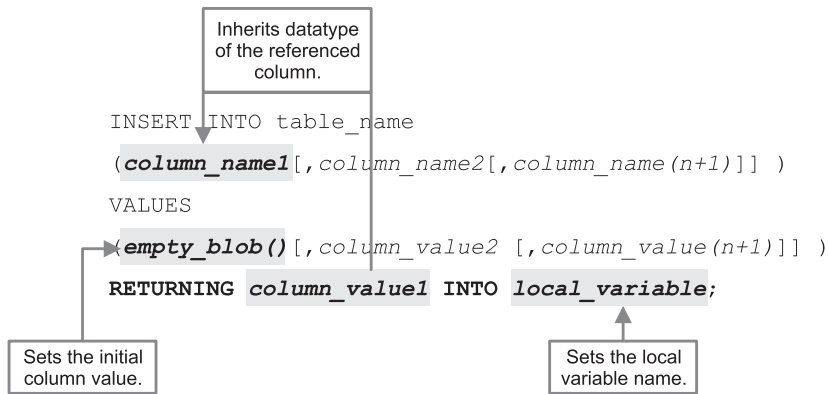 Inherits datatype
of the referenced
column.
INSERT INTO table_name
(column_name1[,column_name2[,column_name(n+1)]] )
VALUES
(empty_blob()[,column_value2 [,column_value(n+1)]] )
RETURNING column_value1 INTO local_variable;
Sets the initial
column value.
Sets the local
variable name.